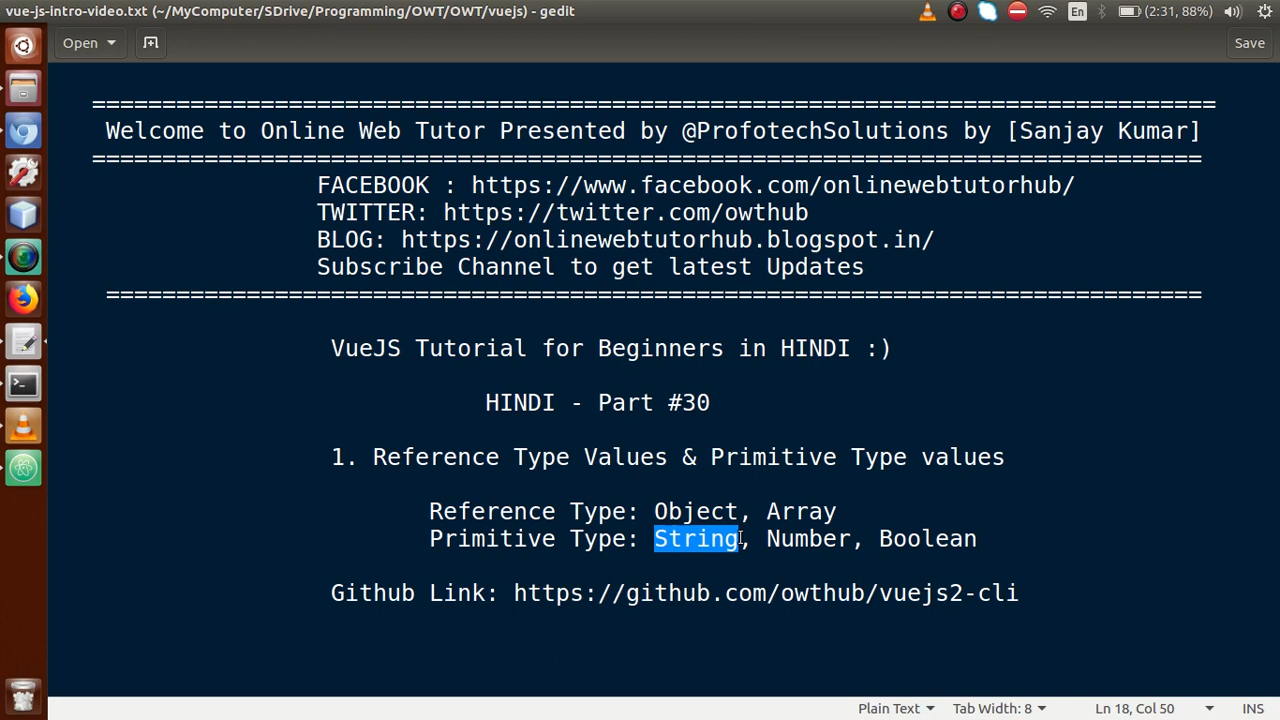 vue-js-intro-video.txt (~/MyComputer/SDrive/Programming/OWT/OWT/vuejs) - gedit
En
(2:31, 88%)
Open
Save
================================================================================
Welcome to Online Web Tutor Presented by @ProfotechSolutions by [Sanjay Kumar]
===============================================================================
FACEBOOK : https://www.facebook.com/onlinewebtutorhub/
TWITTER: https://twitter.com/owthub
BLOG: https://onlinewebtutorhub.blogspot.in/
Subscribe Channel to get latest Updates
==============================================================================
VueJS Tutorial for Beginners in HINDI :)
HINDI - Part #30
1. Reference Type Values & Primitive Type values
Reference Type: Object, Array
Primitive Type: String, Number, Boolean
Github Link: https://github.com/owthub/vuejs2-cli
Plain Text
Tab Width: 8
Ln 18, Col 50
INS